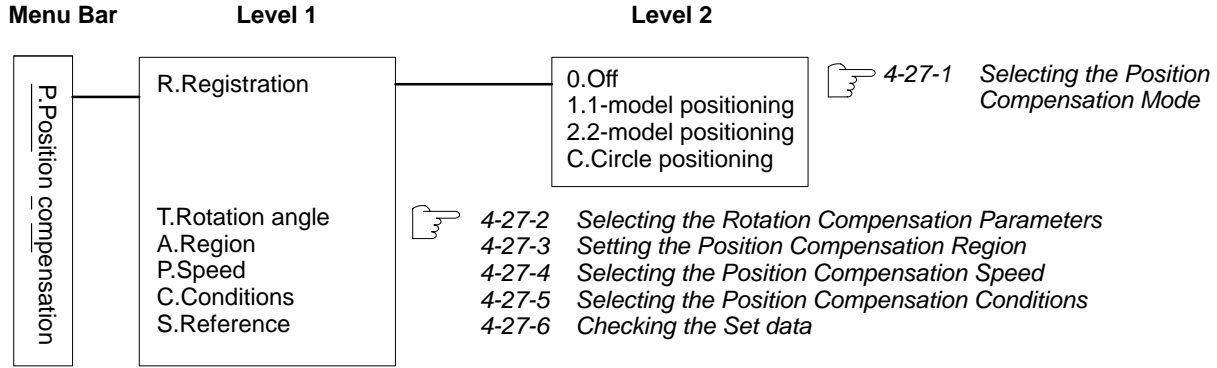 Menu Bar Level 1 Level 2
P.Position compensation
R.Registration
0.Off
1.1-model positioning
2.2-model positioning
C.Circle positioning
4-27-1 Selecting the Position
Compensation Mode
T.Rotation angle
A.Region
P.Speed
C.Conditions
S.Reference
4-27-2 Selecting the Rotation Compensation Parameters
4-27-3 Setting the Position Compensation Region
4-27-4 Selecting the Position Compensation Speed
4-27-5 Selecting the Position Compensation Conditions
4-27-6 Checking the Set data